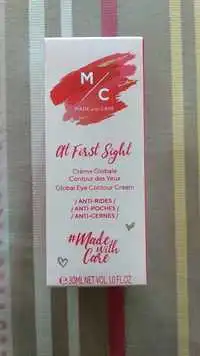 M/C
MADE with CARE
At First Sight
Crème Globale
Contour des Yeux
Global Eye Contour Cream
/ ANTI-RIDES /
/ ANTI-POCHES /
/ ANTI-CERNES /
#Made
with
Care
30ML NET VOL 1.0 FL.OZ